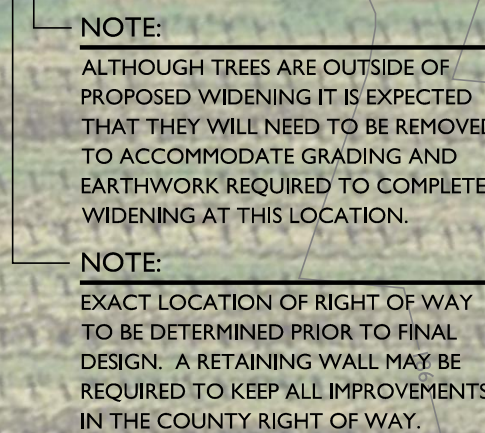 NOTE:
ALTHOUGH TREES ARE OUTSIDE OF
PROPOSED WIDENING IT IS EXPECTED
THAT THEY WILL NEED TO BE REMOVED
TO ACCOMMODATE GRADING AND
EARTHWORK REQUIRED TO COMPLETE
WIDENING AT THIS LOCATION.
NOTE:
EXACT LOCATION OF RIGHT OF WAY
TO BE DETERMINED PRIOR TO FINAL
DESIGN. A RETAINING WALL MAY BE
REQUIRED TO KEEP ALL IMPROVEMENTS
IN THE COUNTY RIGHT OF WAY.